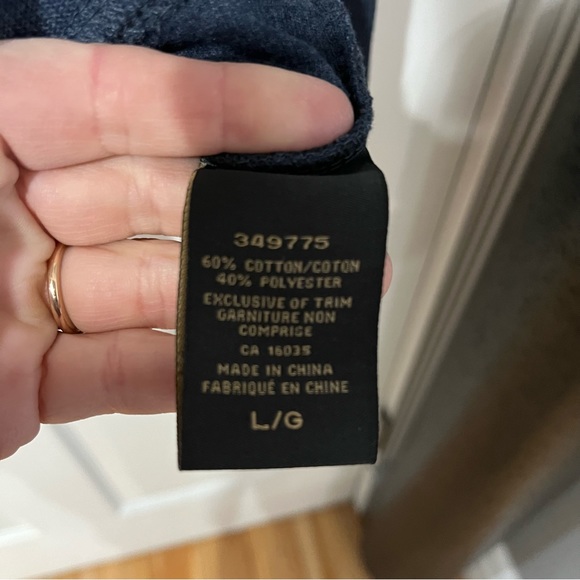 349775
60% COTTON/COTON
40% POLYESTER
EXCLUSIVE OF TRIM
GARNITURE NON
COMPRISE
CA 16035
MADE IN CHINA
FABRIQUÉ EN CHINE
L/G